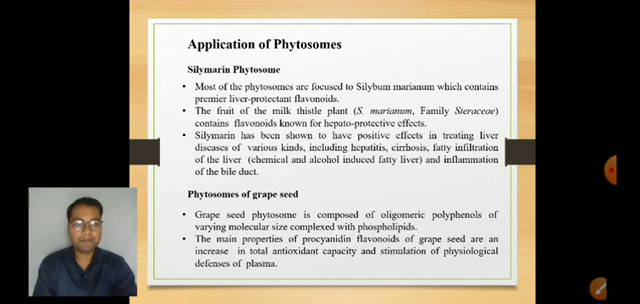 Application of Phytosomes
Silymarin Phytosome
• Most of the phytosomes are focused to Silybum marianum which contains
premier liver-protectant flavonoids.
• The fruit of the milk thistle plant (S. marianum, Family Steraceae)
contains flavonoids known for hepato-protective effects.
• Silymarin has been shown to have positive effects in treating liver
diseases of various kinds, including hepatitis, cirrhosis, fatty infiltration
of the liver (chemical and alcohol induced fatty liver) and inflammation
of the bile duct.
Phytosomes of grape seed
• Grape seed phytosome is composed of oligomeric polyphenols of
varying molecular size complexed with phospholipids.
• The main properties of procyanidin flavonoids of grape seed are an
increase in total antioxidant capacity and stimulation of physiological
defenses of plasma.